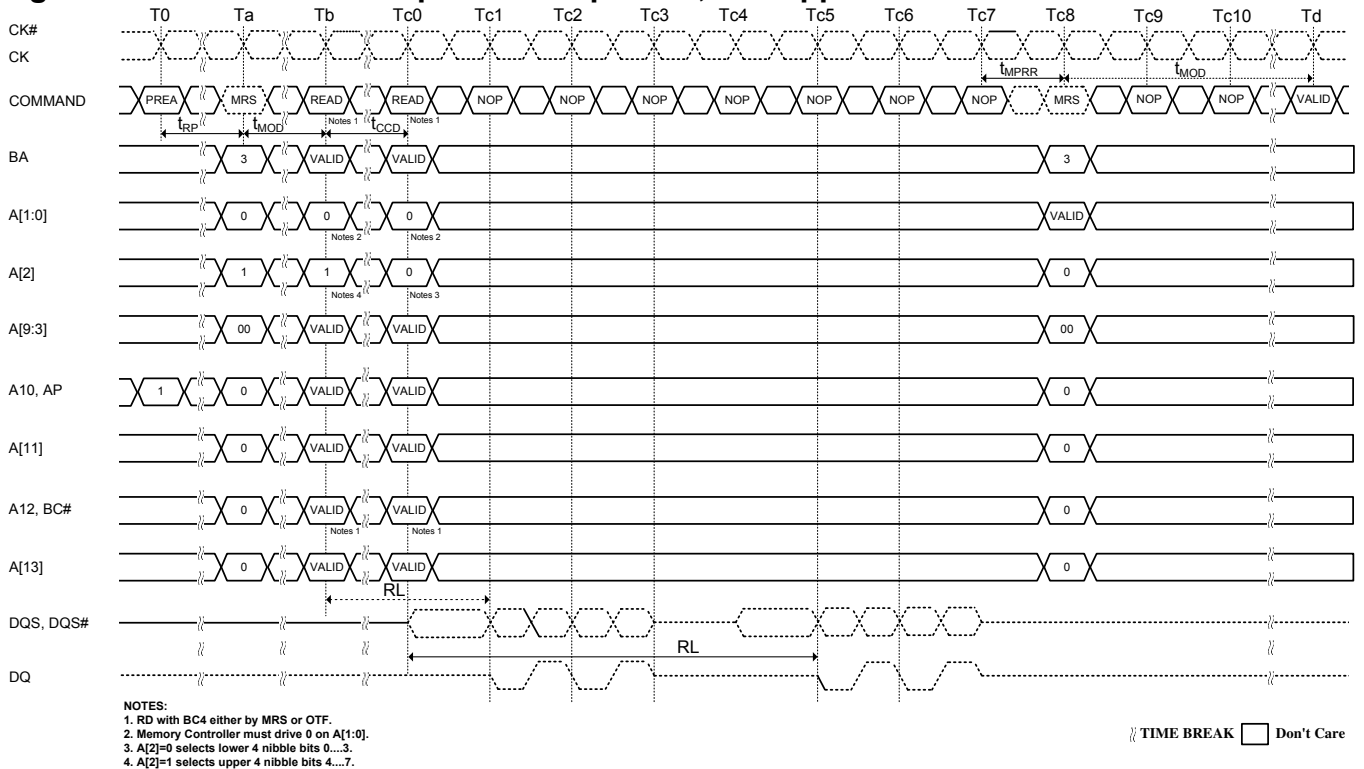 T0 Ta Tb Tc0 Tc1 Tc2 Tc3 Tc4 Tc5 Tc6 Tc7 Tc8 Tc9 Tc10 Td
CK#
CK
tMPRR tMOD
COMMAND PREA MRS READ READ NOP NOP NOP NOP NOP NOP NOP MRS NOP NOP VALID
Notes 1 Notes 1
tRP tMOD tCCD
BA 3 VALID VALID 3
A[1:0] 0 0 0 VALID
Notes 2 Notes 2
A[2] 1 1 0 0
Notes 4 Notes 3
A[9:3] 00 VALID VALID 00
A10, AP 1 0 VALID VALID 0
A[11] 0 VALID VALID 0
A12, BC# 0 VALID VALID 0
Notes 1 Notes 1
A[13] 0 VALID VALID 0
RL
DQS, DQS#
RL
DQ
NOTES:
1. RD with BC4 either by MRS or OTF.
2. Memory Controller must drive 0 on A[1:0].
3. A[2]=0 selects lower 4 nibble bits 0....3.
4. A[2]=1 selects upper 4 nibble bits 4....7.
TIME BREAK Don't Care